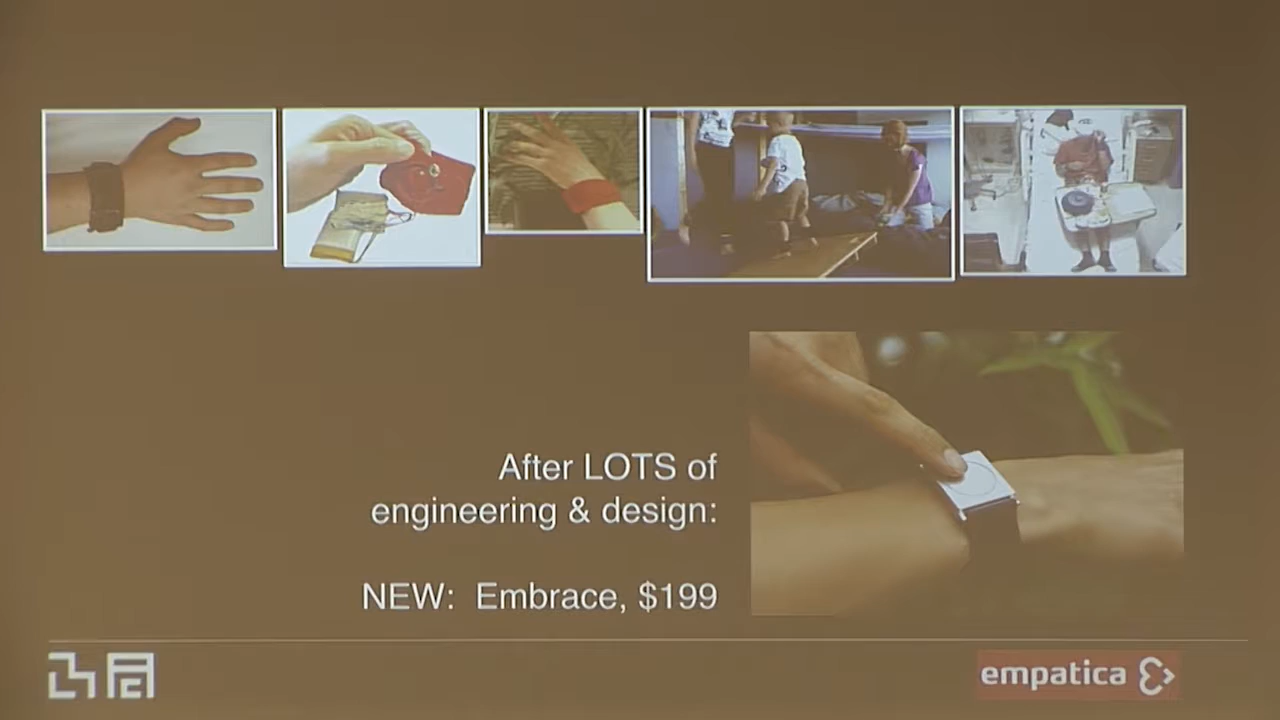 After LOTS of
engineering & design:
NEW: Embrace, $199
empatica